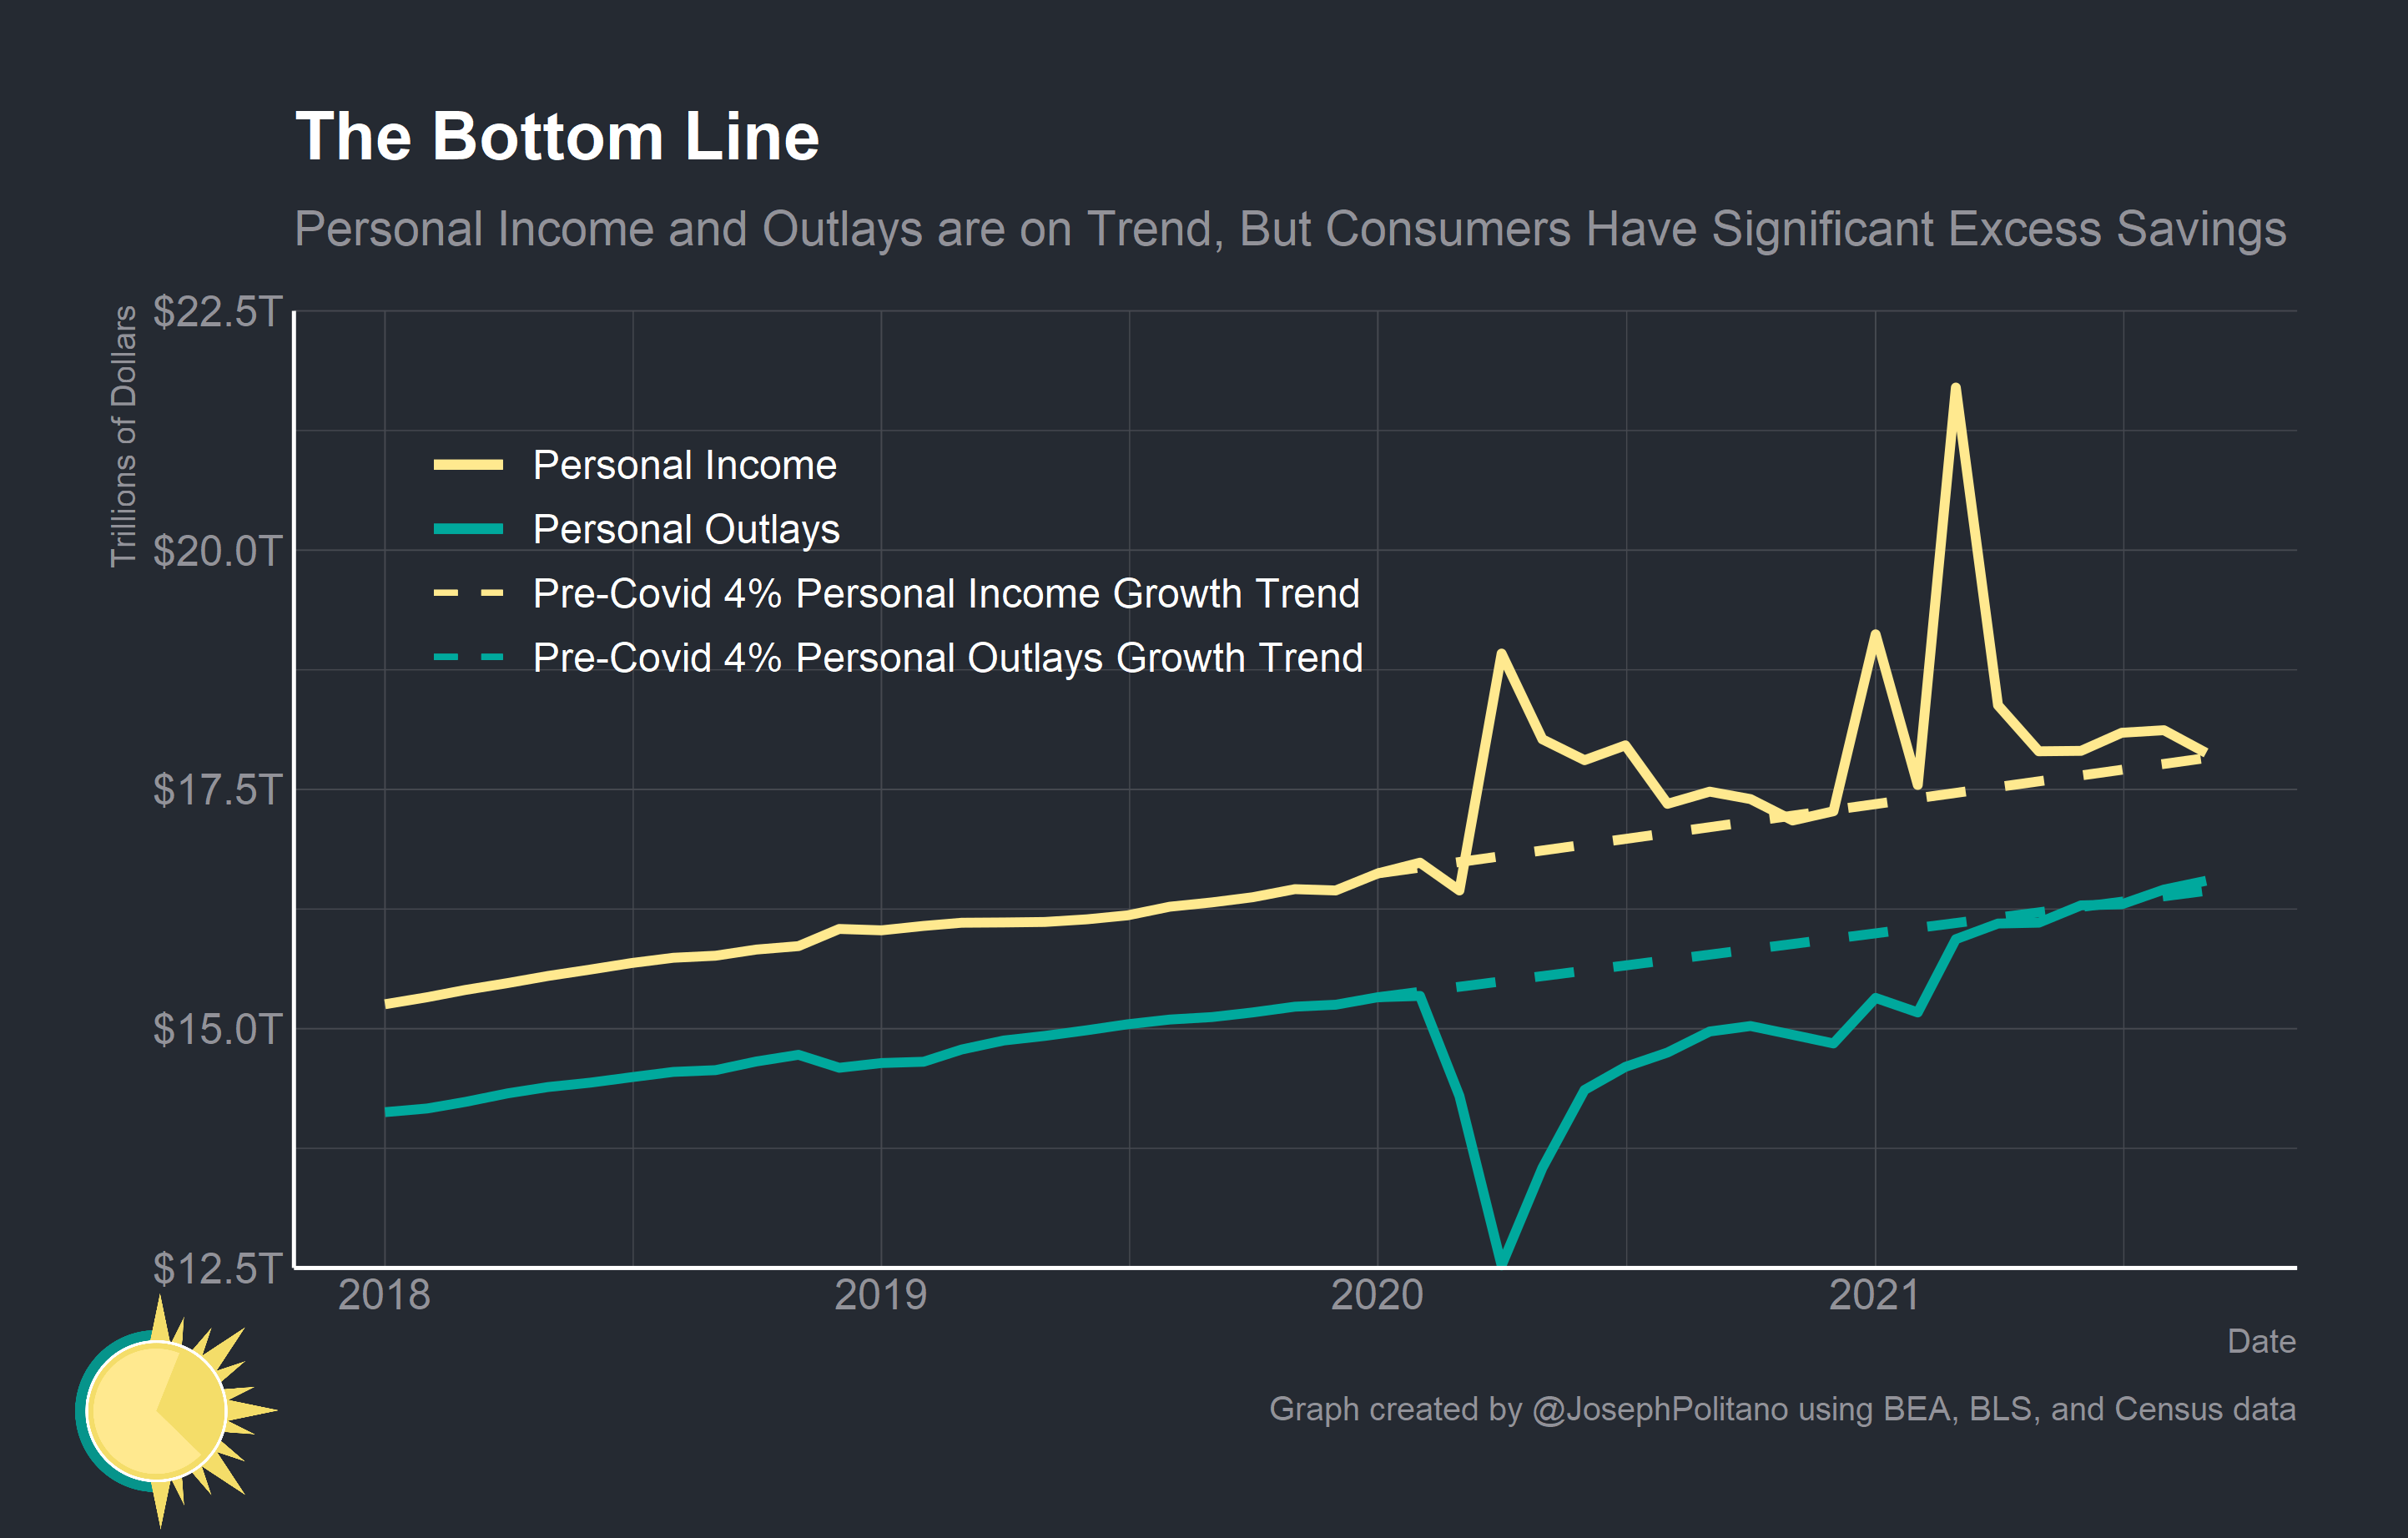 The Bottom Line
Personal Income and Outlays are on Trend, But Consumers Have Significant Excess Savings
Trillions of Dollars
$22.5T
$20.0T
$17.5T
$15.0T
$12.5T
Personal Income
Personal Outlays
Pre-Covid 4% Personal Income Growth Trend
Pre-Covid 4% Personal Outlays Growth Trend
2018
2019
2020
2021
Date
Graph created by @JosephPolitano using BEA, BLS, and Census data